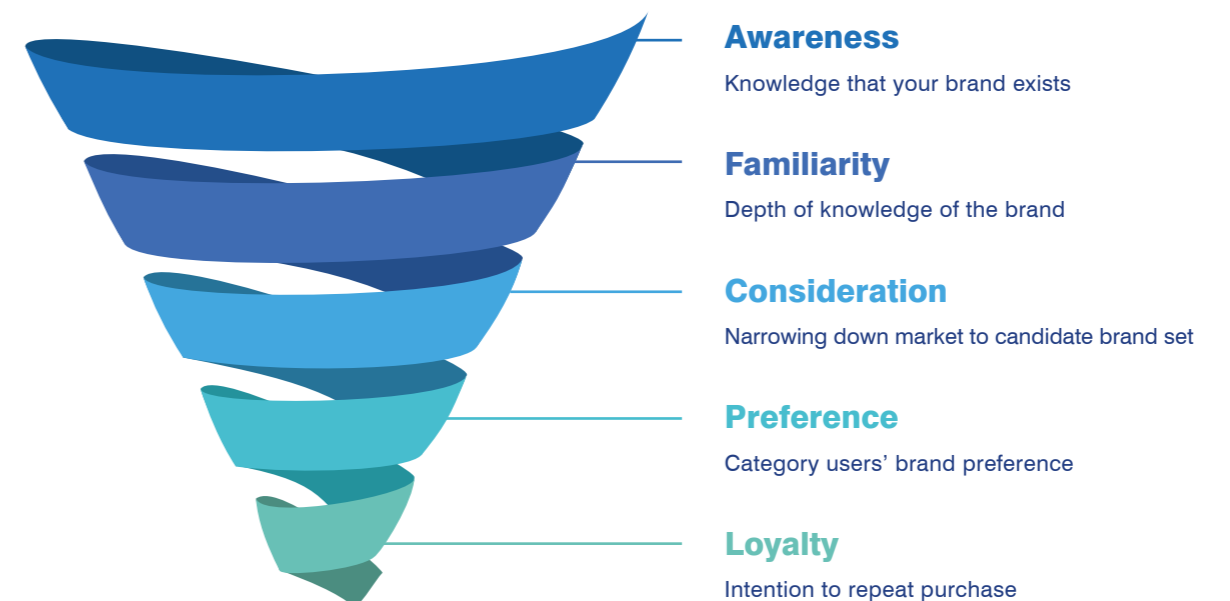 Awareness
Knowledge that your brand exists
Familiarity
Depth of knowledge of the brand
Consideration
Narrowing down market to candidate brand set
Preference
Category users’ brand preference
Loyalty
Intention to repeat purchase